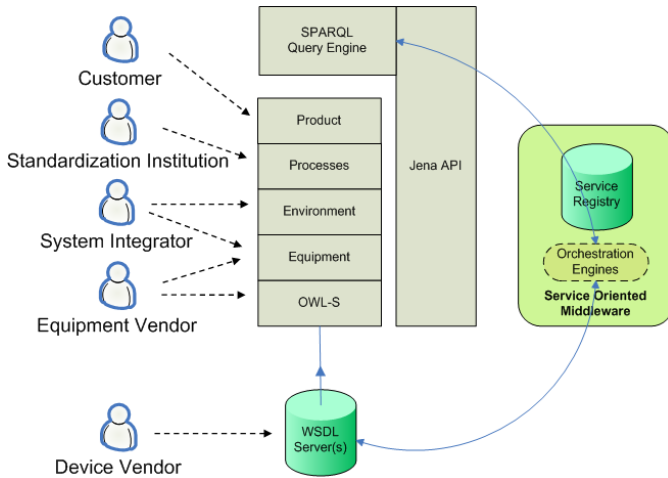 Customer
Standardization Institution
System Integrator
Equipment Vendor
Device Vendor
SPARQL
Query Engine
Product
Processes
Environment
Equipment
OWL-S
Jena API
WSDL
Server(s)
Service
Registry
Orchestration
Engines
Service Oriented
Middleware